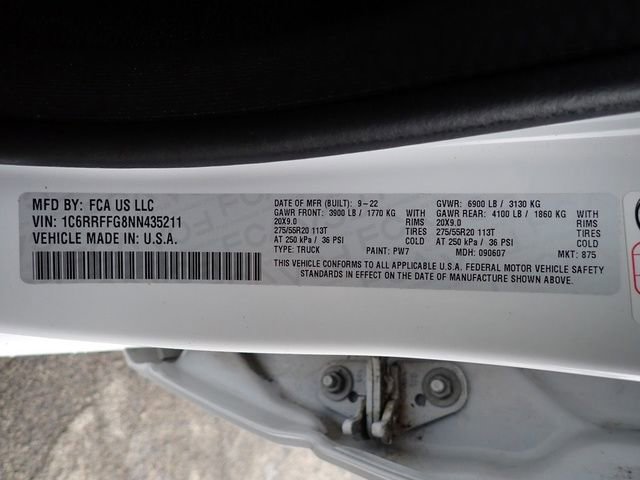 MFD BY: FCA US LLC
VIN: 1C6RRFFG8NN435211
VEHICLE MADE IN U.S.A.
DATE OF MFR (BUILT): 9-22 GVWR: 6900 LB / 3130 KG
GAWR FRONT: 3900 LB / 1770 KG WITH GAWR REAR: 4100 LB / 1860 KG WITH
20X9.0 RIMS 20X9.0 RIMS
275/55R20 113T TIRES 275/55R20 113T TIRES
AT 250 kPa / 36 PSI COLD AT 250 kPa / 36 PSI COLD
TYPE: TRUCK PAINT: PW7 MDH: 090607 MKT: 875
THIS VEHICLE CONFORMS TO ALL APPLICABLE U.S.A. FEDERAL MOTOR VEHICLE SAFETY
STANDARDS IN EFFECT ON THE DATE OF MANUFACTURE SHOWN ABOVE.